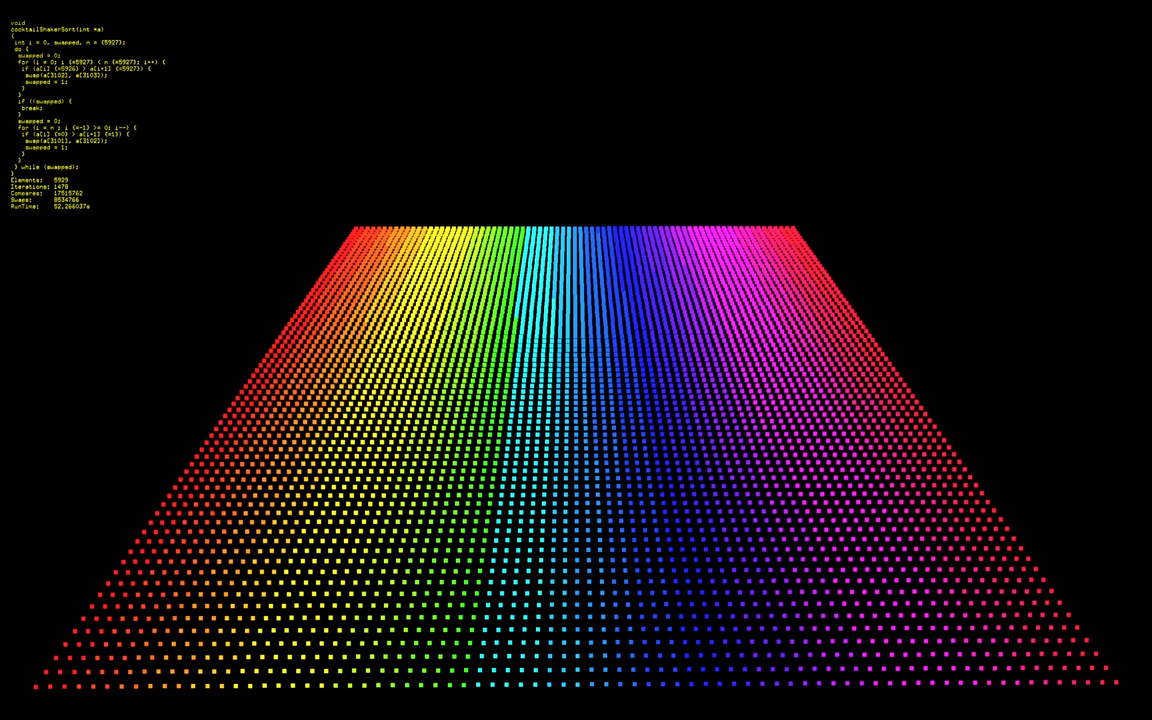 void
cocktailShakerSort(int *a)
{
int i = 0, swapped, n = {5927};
do {
swapped = 0;
for (i = 0; i {=5927} < n {=5927}; i++) {
if (a[i] {=5926} > a[i+1] {=5927}) {
swap(a[3102], a[3103]);
swapped = 1;
}
}
if (!swapped) {
break;
}
swapped = 0;
for (i = n ; i {=-1} >= 0; i--) {
if (a[i] {=0} > a[i+1] {=1}) {
swap(a[3101], a[3102]);
swapped = 1;
}
}
} while (swapped);
}
Elements: 5929
Iterations: 1478
Compares: 17515762
Swaps: 8534766
RunTime: 52.266037s